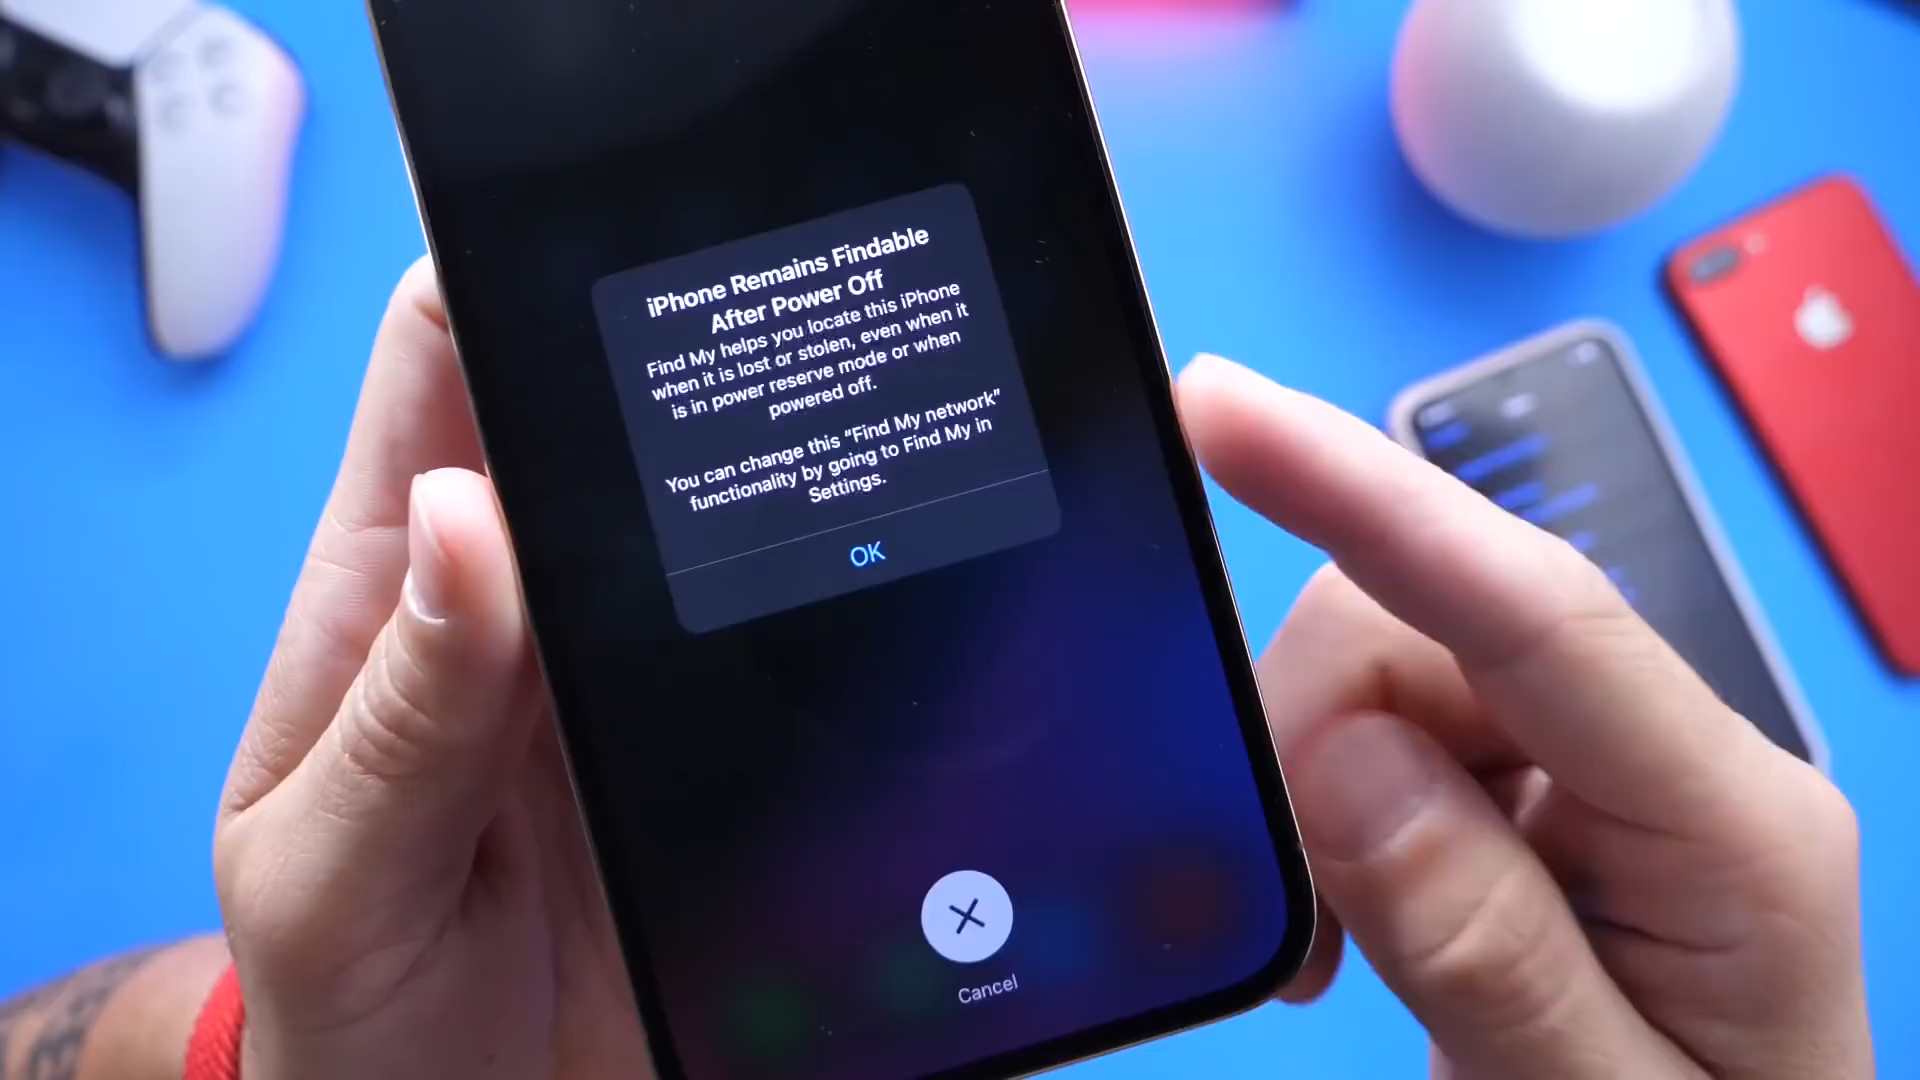 iPhone Remains Findable
After Power Off
Find My helps you locate this iPhone
when it is lost or stolen, even when it
is in power reserve mode or when
powered off.
You can change this “Find My network”
functionality by going to Find My in
Settings.
OK
Cancel